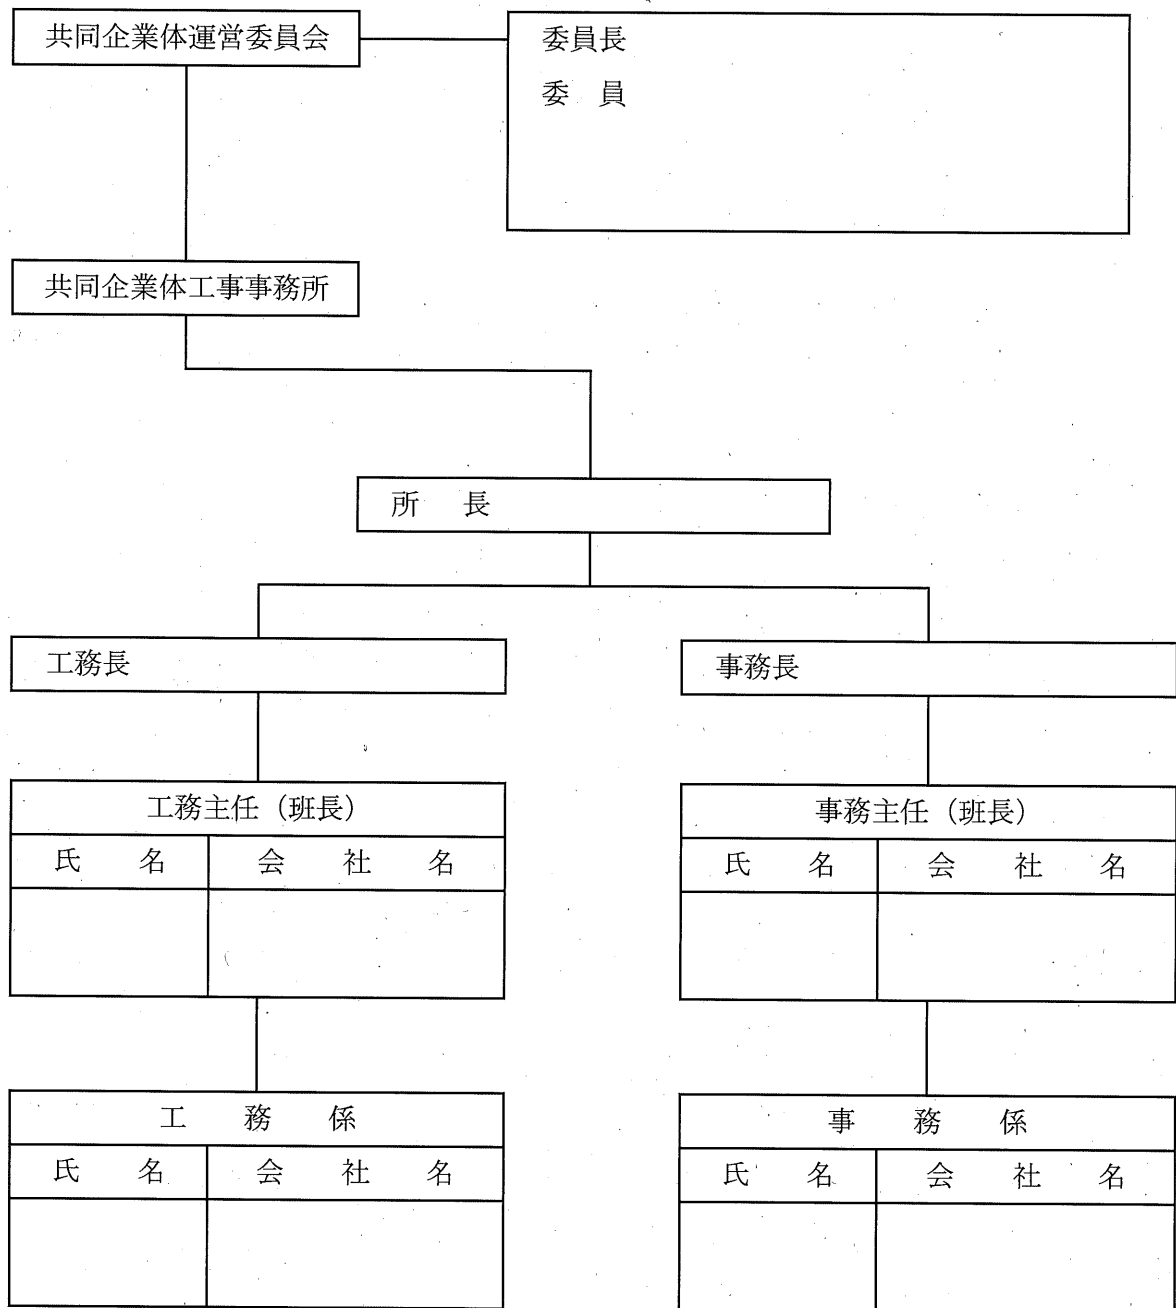 共同企業体運営委員会
委員長
委　員
共同企業体工事事務所
所　長
工務長
事務長
工務主任（班長）
氏　名　会　社　名
事務主任（班長）
氏　名　会　社　名
工　務　係
氏　名　会　社　名
事　務　係
氏　名　会　社　名